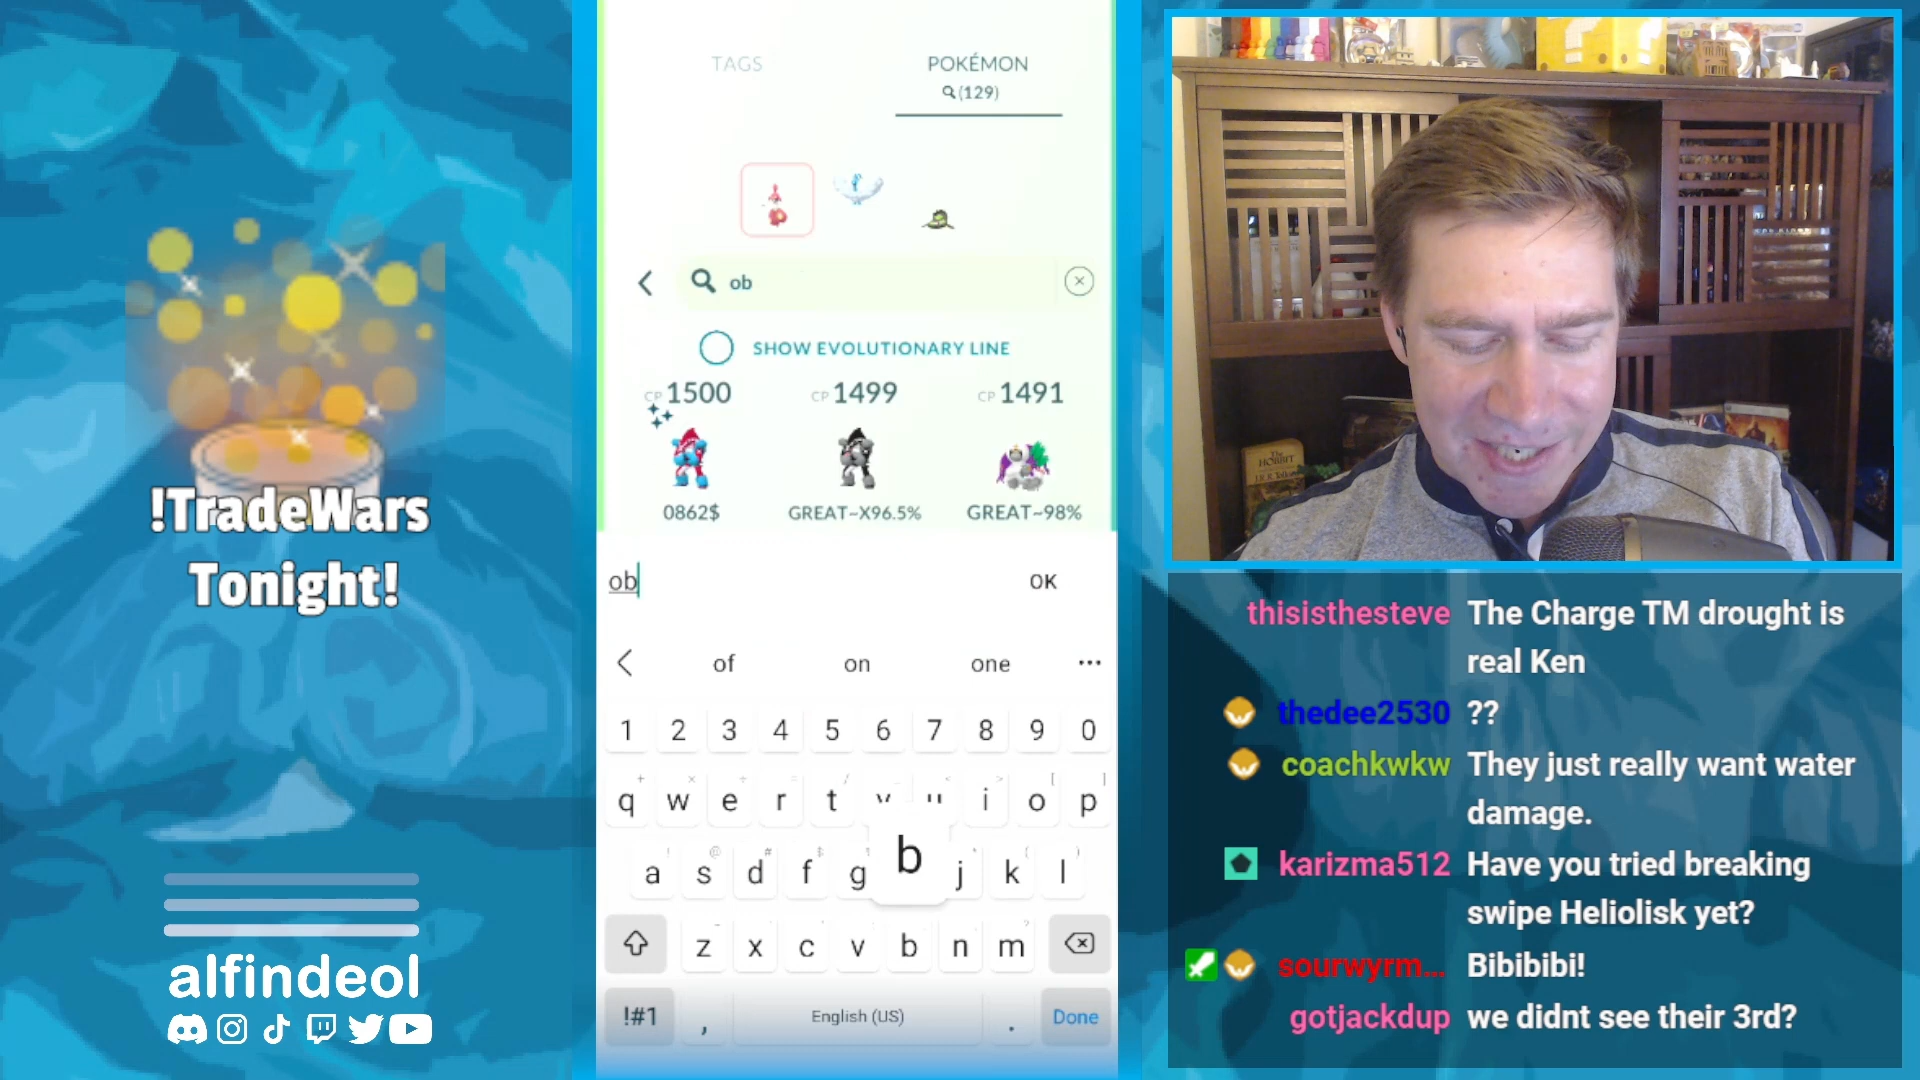 !TradeWars
Tonight!
alfindeol
TAGS
POKÉMON
(129)
ob
SHOW EVOLUTIONARY LINE
CP 1500
CP 1499
CP 1491
0862$
GREAT~X96.5%
GREAT~98%
ob
OK
of
on
one
...
1 2 3 4 5 6 7 8 9 0
q w e r t y u i o p
a s d f g b j k l
z x c v b n m
!#1
,
English (US)
.
Done
The
HOBBIT
thisisthesteve The Charge TM drought is
real Ken
thedee2530 ??
coachkwkw They just really want water
damage.
karizma512 Have you tried breaking
swipe Heliolisk yet?
sourwyrm... Bibibibi!
gotjackdup we didnt see their 3rd?